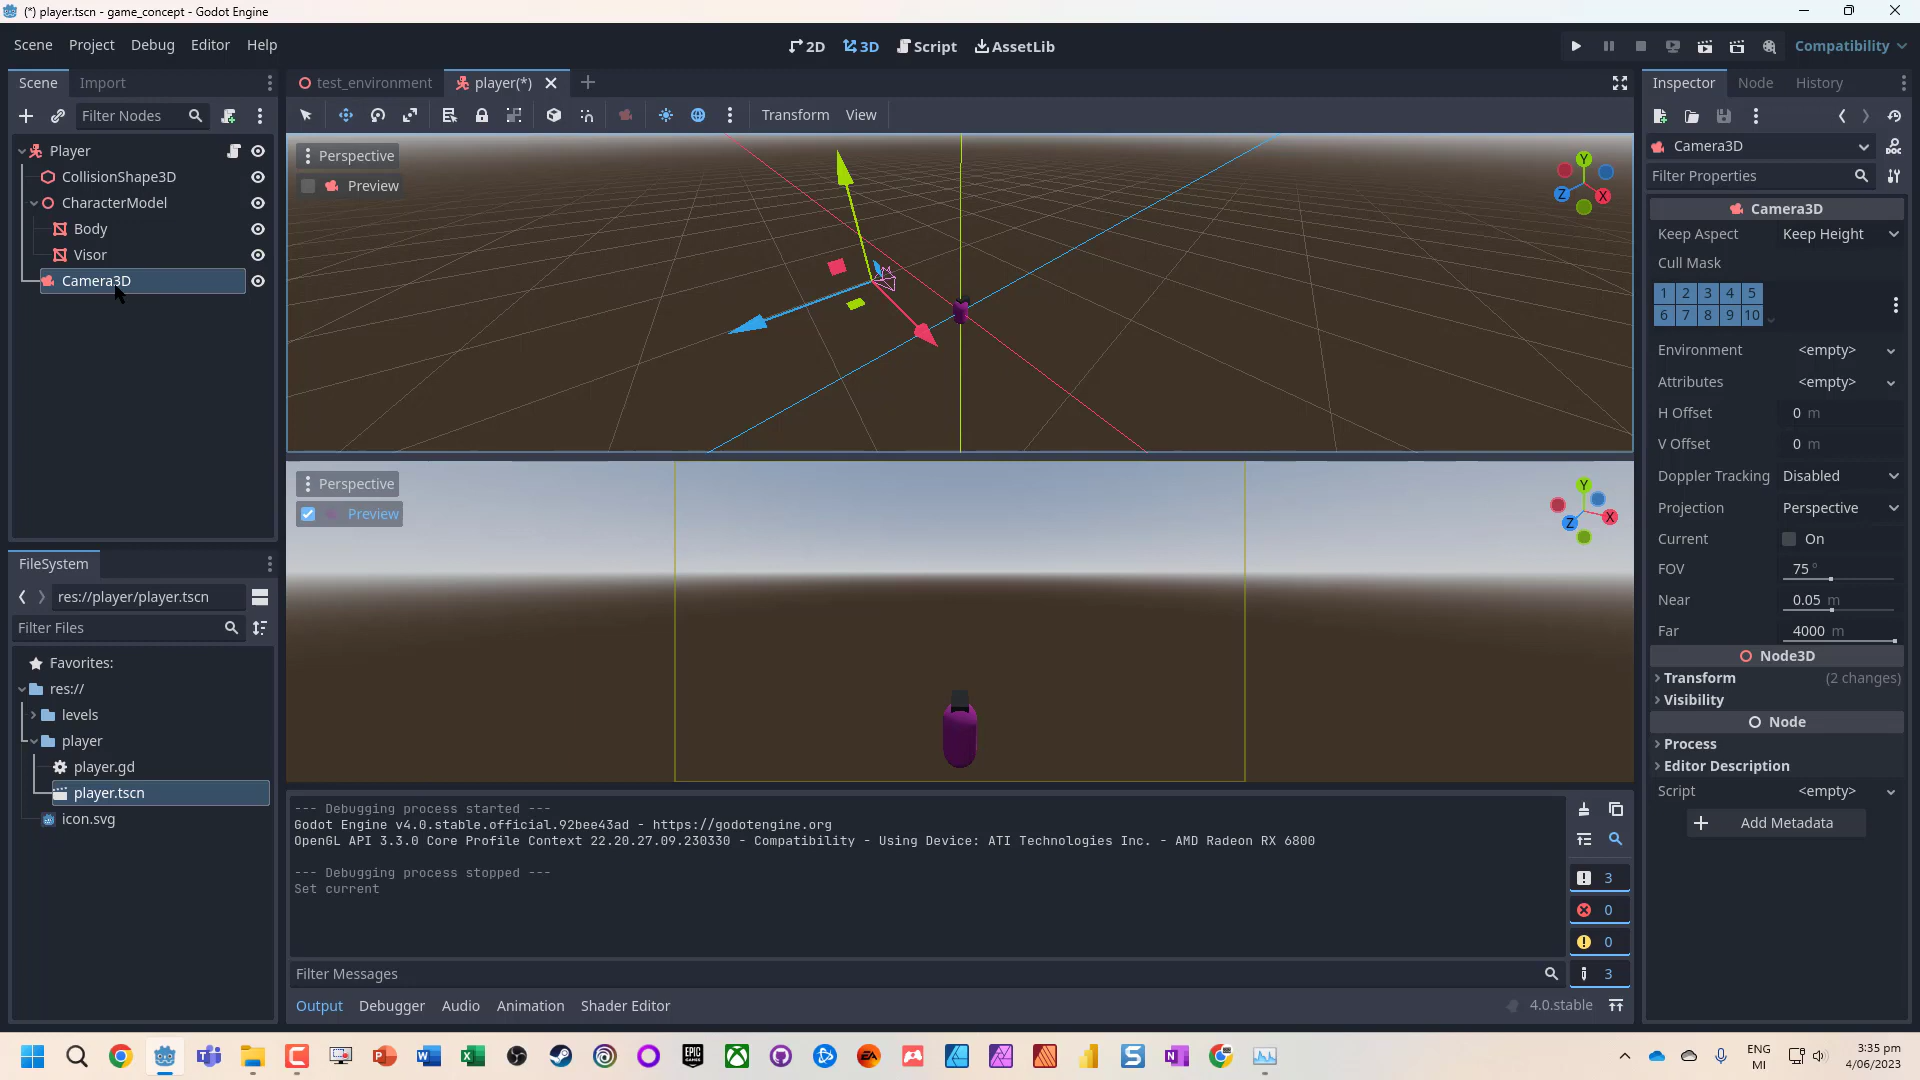 (*) player.tscn - game_concept - Godot Engine
Scene Project Debug Editor Help
2D 3D Script AssetLib
Compatibility
Scene Import
test_environment player(*)
Inspector Node History
Filter Nodes
Transform View
Player
CollisionShape3D
CharacterModel
Body
Visor
Camera3D
Perspective
Preview
Y
Z
X
Perspective
Preview
Y
Z
X
Camera3D
Filter Properties
Camera3D
Keep Aspect Keep Height
Cull Mask
1 2 3 4 5
6 7 8 9 10
Environment <empty>
Attributes <empty>
H Offset 0 m
V Offset 0 m
Doppler Tracking Disabled
Projection Perspective
Current On
FOV 75 °
Near 0.05 m
Far 4000 m
Node3D
Transform (2 changes)
Visibility
Node
Process
Editor Description
Script <empty>
Add Metadata
FileSystem
res://player/player.tscn
Filter Files
Favorites:
res://
levels
player
player.gd
player.tscn
icon.svg
--- Debugging process started ---
Godot Engine v4.0.stable.official.92bee43ad - https://godotengine.org
OpenGL API 3.3.0 Core Profile Context 22.20.27.09.230330 - Compatibility - Using Device: ATI Technologies Inc. - AMD Radeon RX 6800
--- Debugging process stopped ---
Set current
3
0
0
3
Filter Messages
Output Debugger Audio Animation Shader Editor
4.0.stable
ENG
MI
3:35 pm
4/06/2023